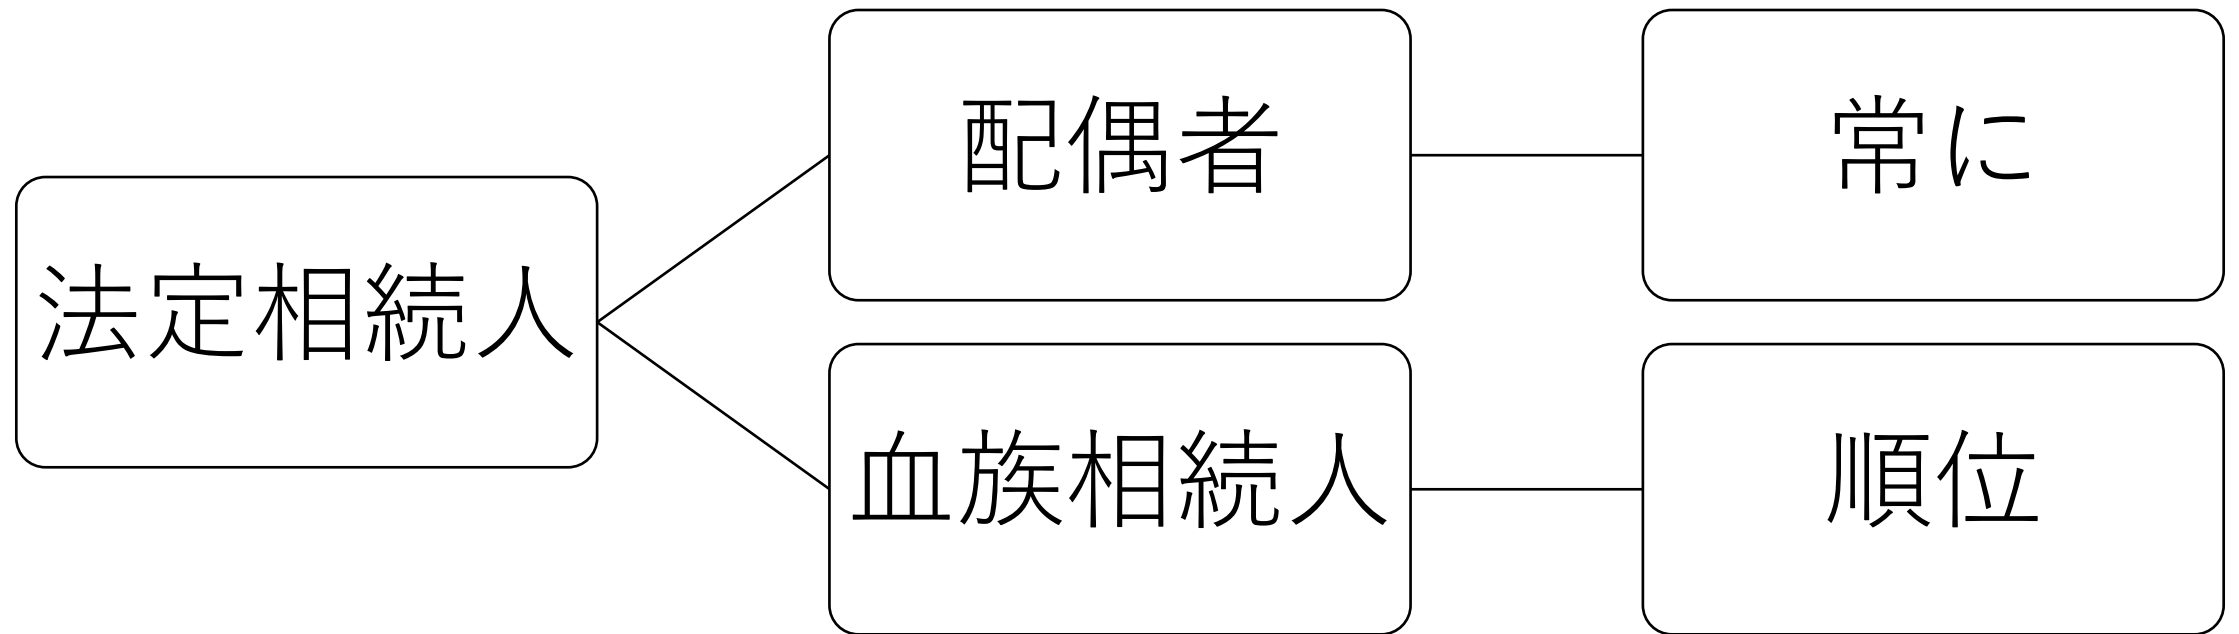 法定相続人
配偶者
常に
血族相続人
順位